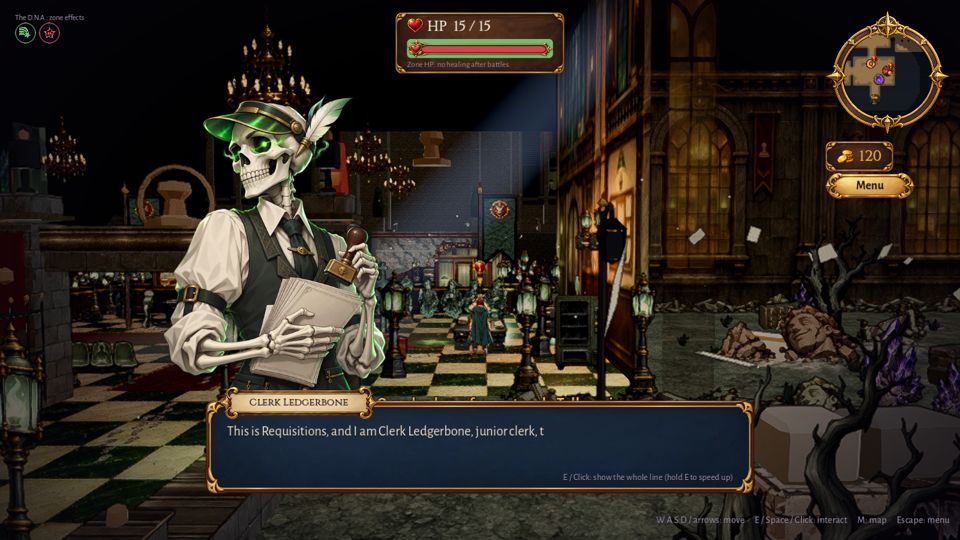 The D.N.A.: zone effects
HP 15 / 15
Zone HP: no healing after battles
120
Menu
CLERK LEDGERBONE
This is Requisitions, and I am Clerk Ledgerbone, junior clerk, t
E / Click: show the whole line (hold E to speed up)
W A S D / arrows: move E / Space / Click: interact M: map Escape: menu